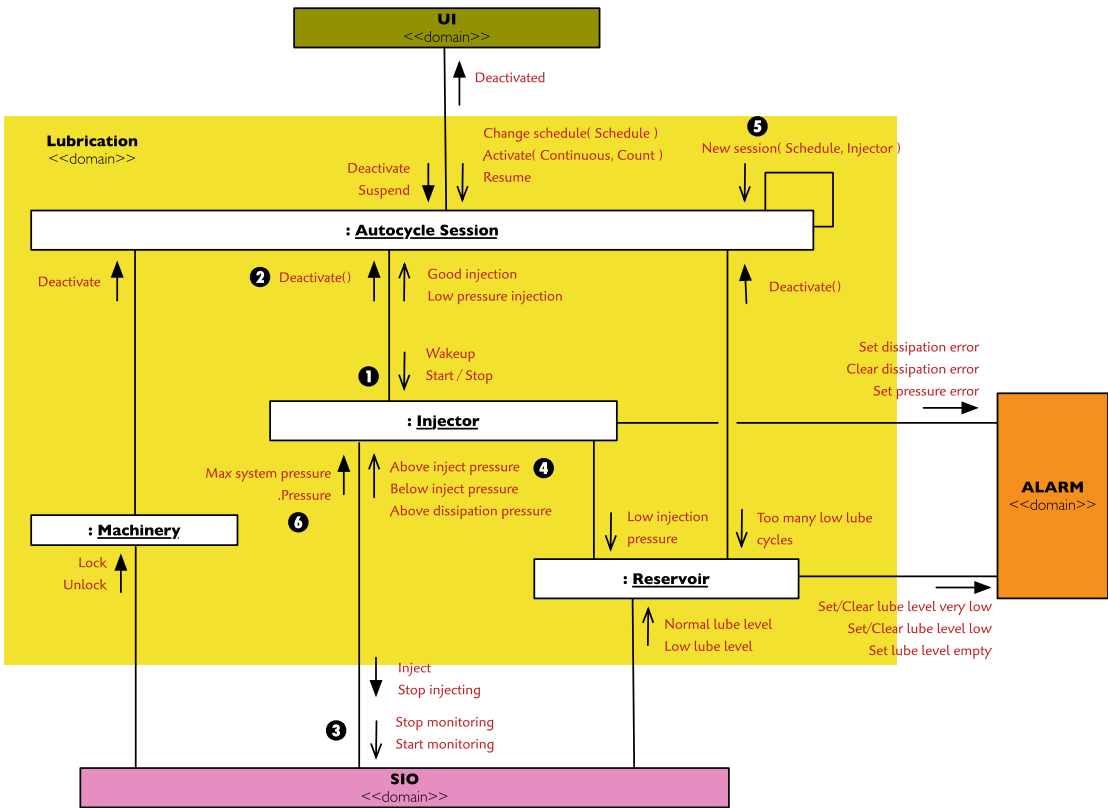 UI
<<domain>>
Deactivated
Lubrication
<<domain>>
Change schedule( Schedule )
Activate( Continuous, Count )
Resume
Deactivate
Suspend
5
New session( Schedule, Injector )
: Autocycle Session
Deactivate
2 Deactivate()
Good injection
Low pressure injection
Deactivate()
1
Wakeup
Start / Stop
Set dissipation error
Clear dissipation error
Set pressure error
: Injector
Max system pressure
.Pressure
6
Above inject pressure
Below inject pressure
Above dissipation pressure
4
ALARM
<<domain>>
: Machinery
Low injection
pressure
Too many low lube
cycles
Lock
Unlock
: Reservoir
Set/Clear lube level very low
Set/Clear lube level low
Set lube level empty
Normal lube level
Low lube level
Inject
Stop injecting
3
Stop monitoring
Start monitoring
SIO
<<domain>>